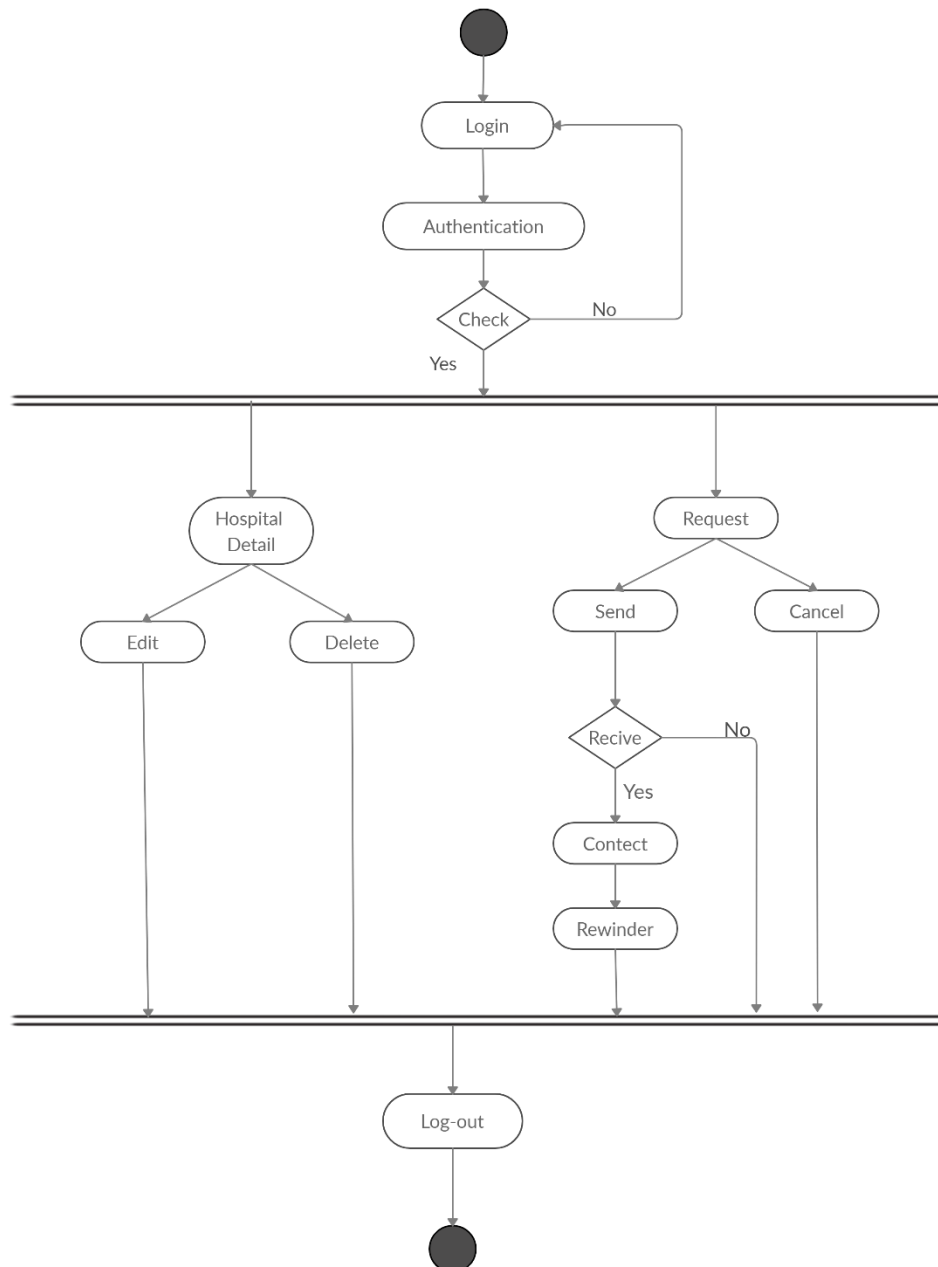 Login
Authentication
Check
No
Yes
Hospital
Detail
Request
Edit
Delete
Send
Cancel
Recive
No
Yes
Contect
Rewinder
Log-out